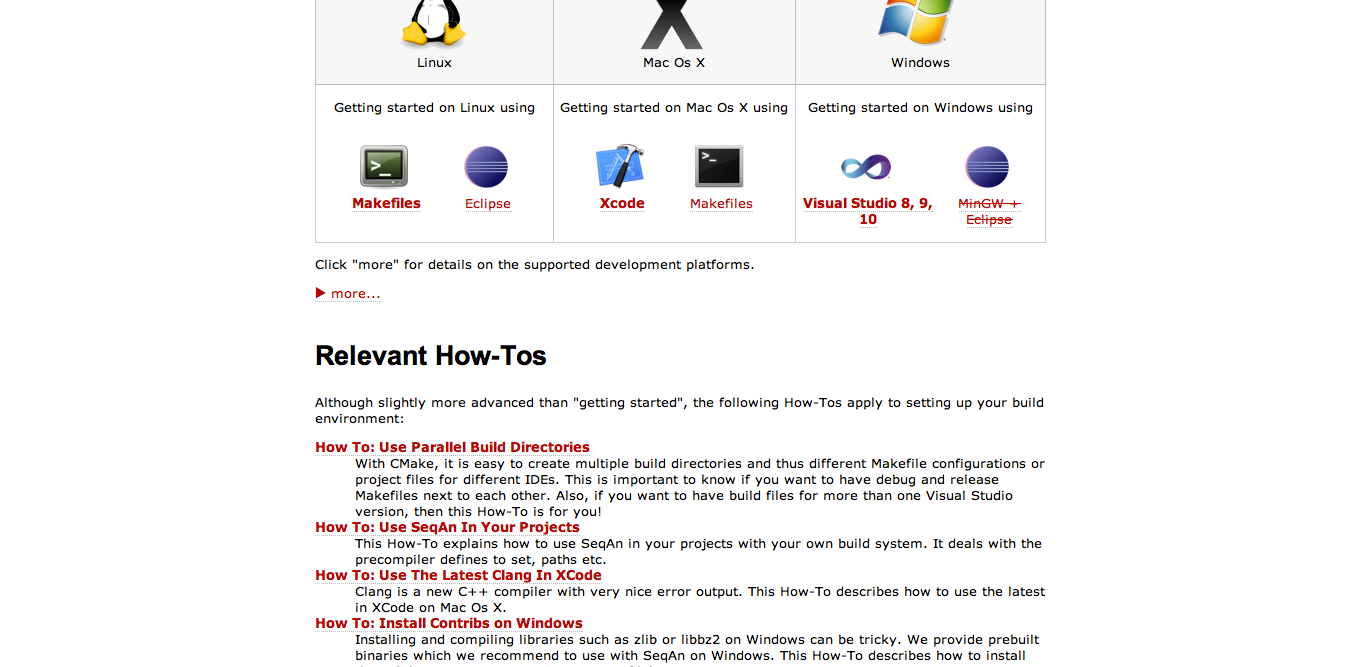 Linux
Mac Os X
Windows
Getting started on Linux using
Getting started on Mac Os X using
Getting started on Windows using
Makefiles
Eclipse
Xcode
Makefiles
Visual Studio 8, 9,
10
MinGW +
Eclipse
Click "more" for details on the supported development platforms.
more...
Relevant How-Tos
Although slightly more advanced than "getting started", the following How-Tos apply to setting up your build
environment:
How To: Use Parallel Build Directories
With CMake, it is easy to create multiple build directories and thus different Makefile configurations or
project files for different IDEs. This is important to know if you want to have debug and release
Makefiles next to each other. Also, if you want to have build files for more than one Visual Studio
version, then this How-To is for you!
How To: Use SeqAn In Your Projects
This How-To explains how to use SeqAn in your projects with your own build system. It deals with the
precompiler defines to set, paths etc.
How To: Use The Latest Clang In XCode
Clang is a new C++ compiler with very nice error output. This How-To describes how to use the latest
in XCode on Mac Os X.
How To: Install Contribs on Windows
Installing and compiling libraries such as zlib or libbz2 on Windows can be tricky. We provide prebuilt
binaries which we recommend to use with SeqAn on Windows. This How-To describes how to install